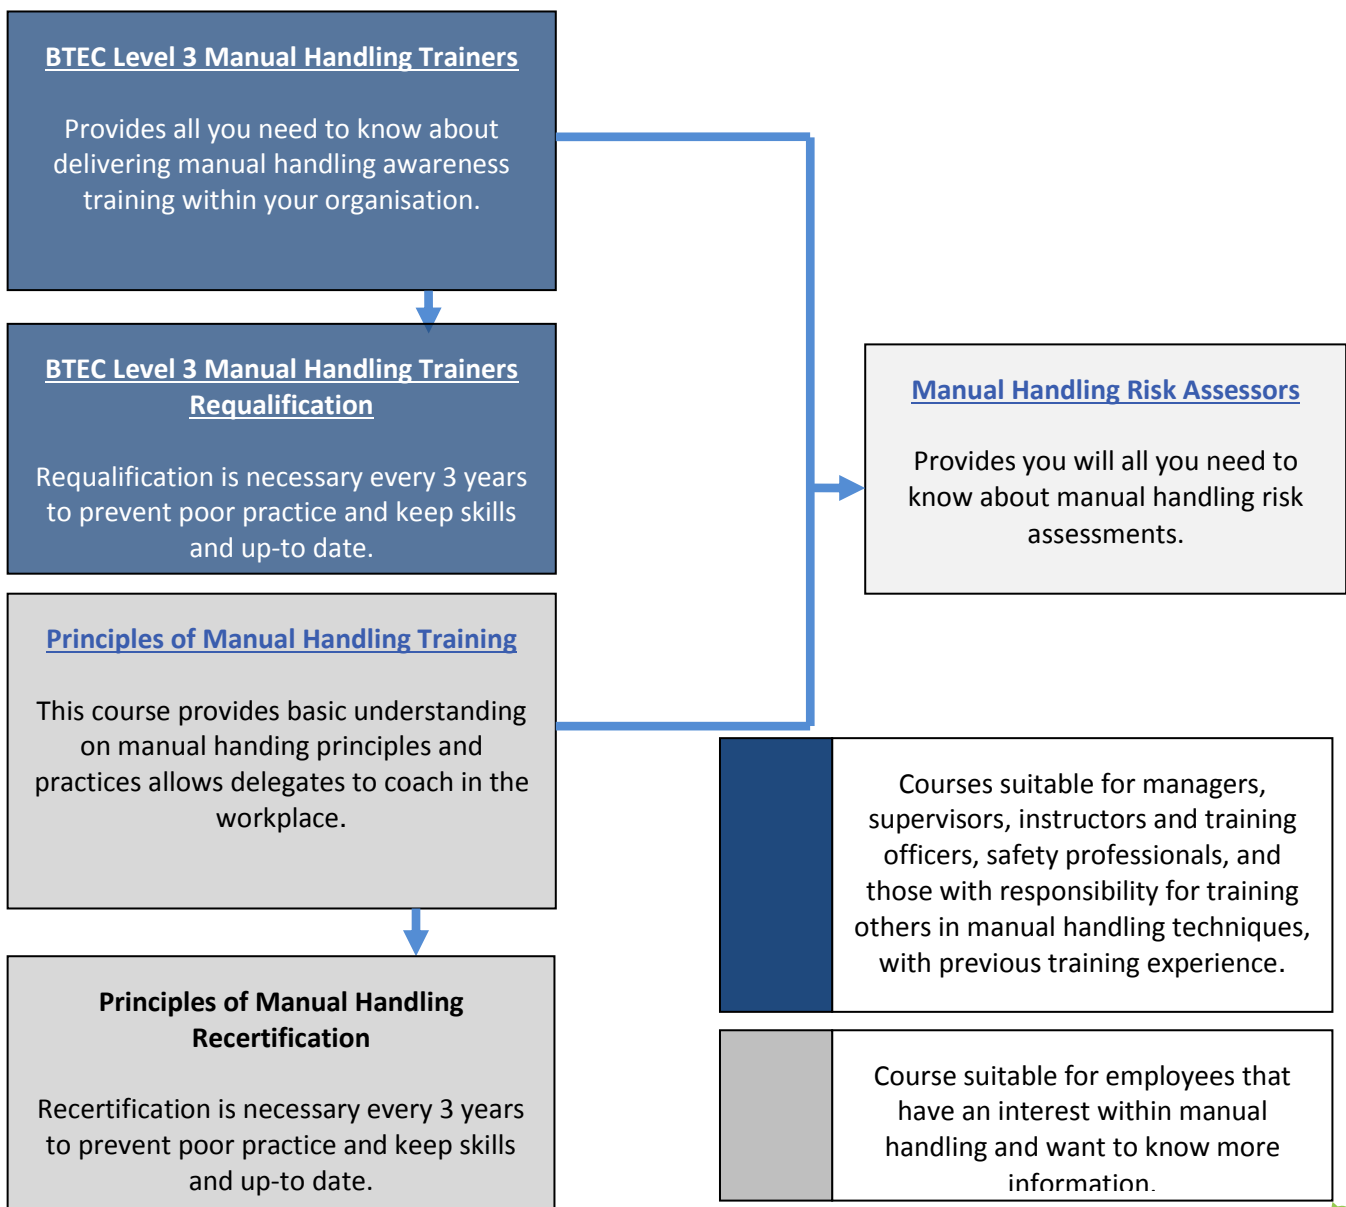 BTEC Level 3 Manual Handling Trainers
Provides all you need to know about
delivering manual handling awareness
training within your organisation.
BTEC Level 3 Manual Handling Trainers
Requalification
Requalification is necessary every 3 years
to prevent poor practice and keep skills
and up-to date.
Manual Handling Risk Assessors
Provides you will all you need to
know about manual handling risk
assessments.
Principles of Manual Handling Training
This course provides basic understanding
on manual handing principles and
practices allows delegates to coach in the
workplace.
Principles of Manual Handling
Recertification
Recertification is necessary every 3 years
to prevent poor practice and keep skills
and up-to date.
Courses suitable for managers,
supervisors, instructors and training
officers, safety professionals, and
those with responsibility for training
others in manual handling techniques,
with previous training experience.
Course suitable for employees that
have an interest within manual
handling and want to know more
information.